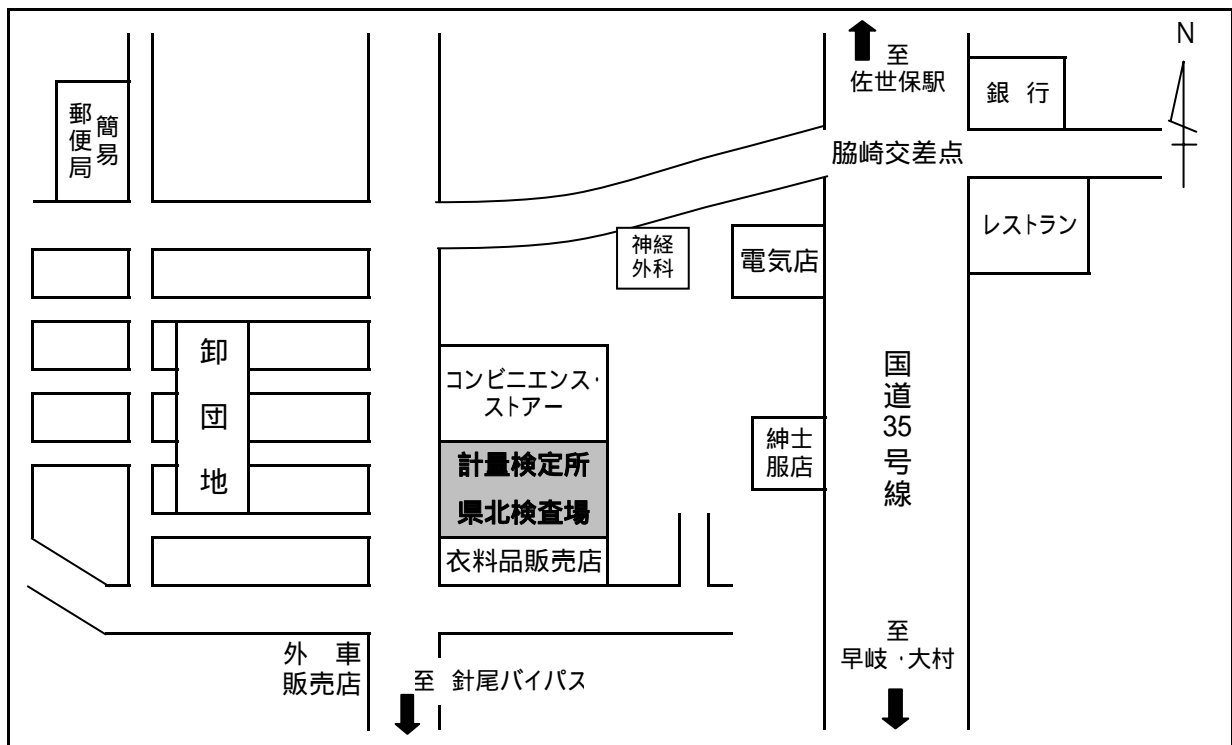 N
至
佐世保駅
銀 行
簡易
郵便局
脇崎交差点
レストラン
神経
外科
電気店
卸団地
国道35号線
コンビニエンス・
ストアー
紳士
服店
計量検定所
県北検査場
衣料品販売店
外 車
販売店
至 針尾バイパス
至
早岐・大村